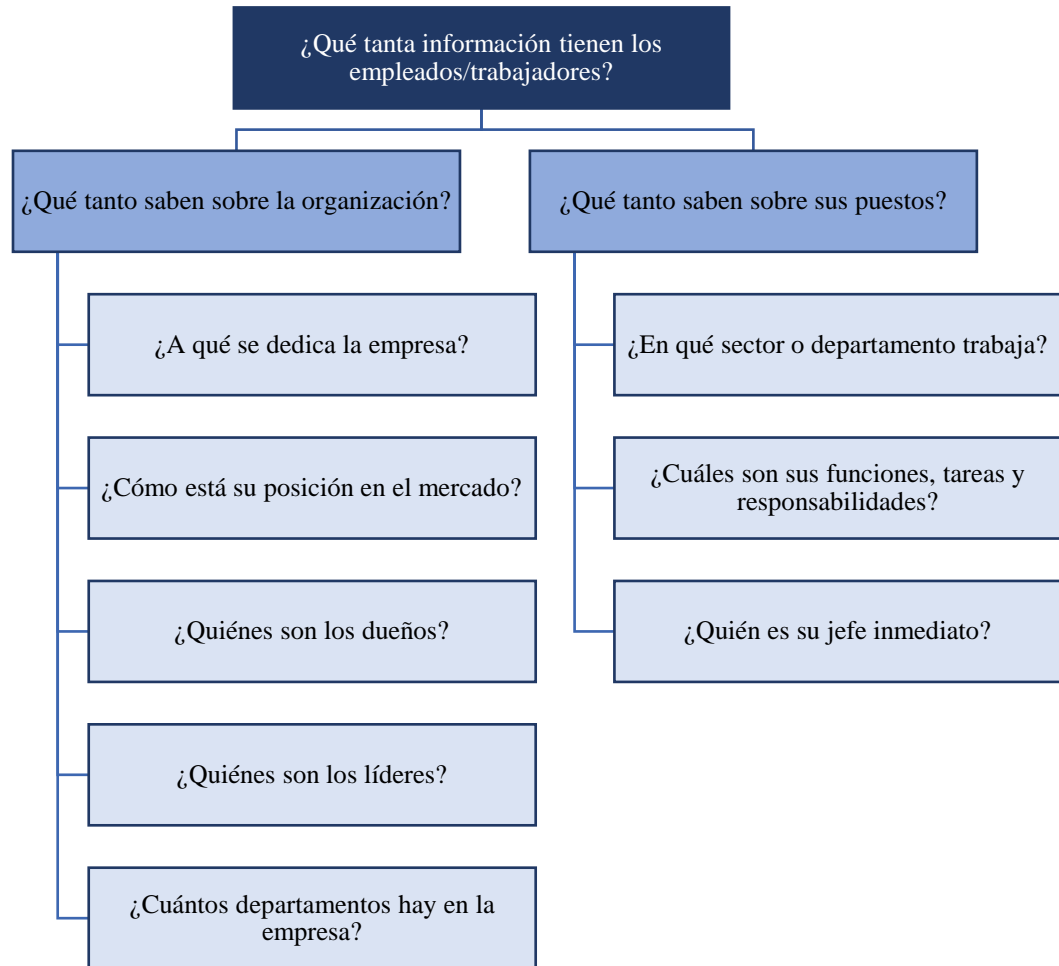 ¿Qué tanta información tienen los
empleados/trabajadores?
¿Qué tanto saben sobre la organización?
¿A qué se dedica la empresa?
¿Cómo está su posición en el mercado?
¿Quiénes son los dueños?
¿Quiénes son los líderes?
¿Cuántos departamentos hay en la
empresa?
¿Qué tanto saben sobre sus puestos?
¿En qué sector o departamento trabaja?
¿Cuáles son sus funciones, tareas y
responsabilidades?
¿Quién es su jefe inmediato?